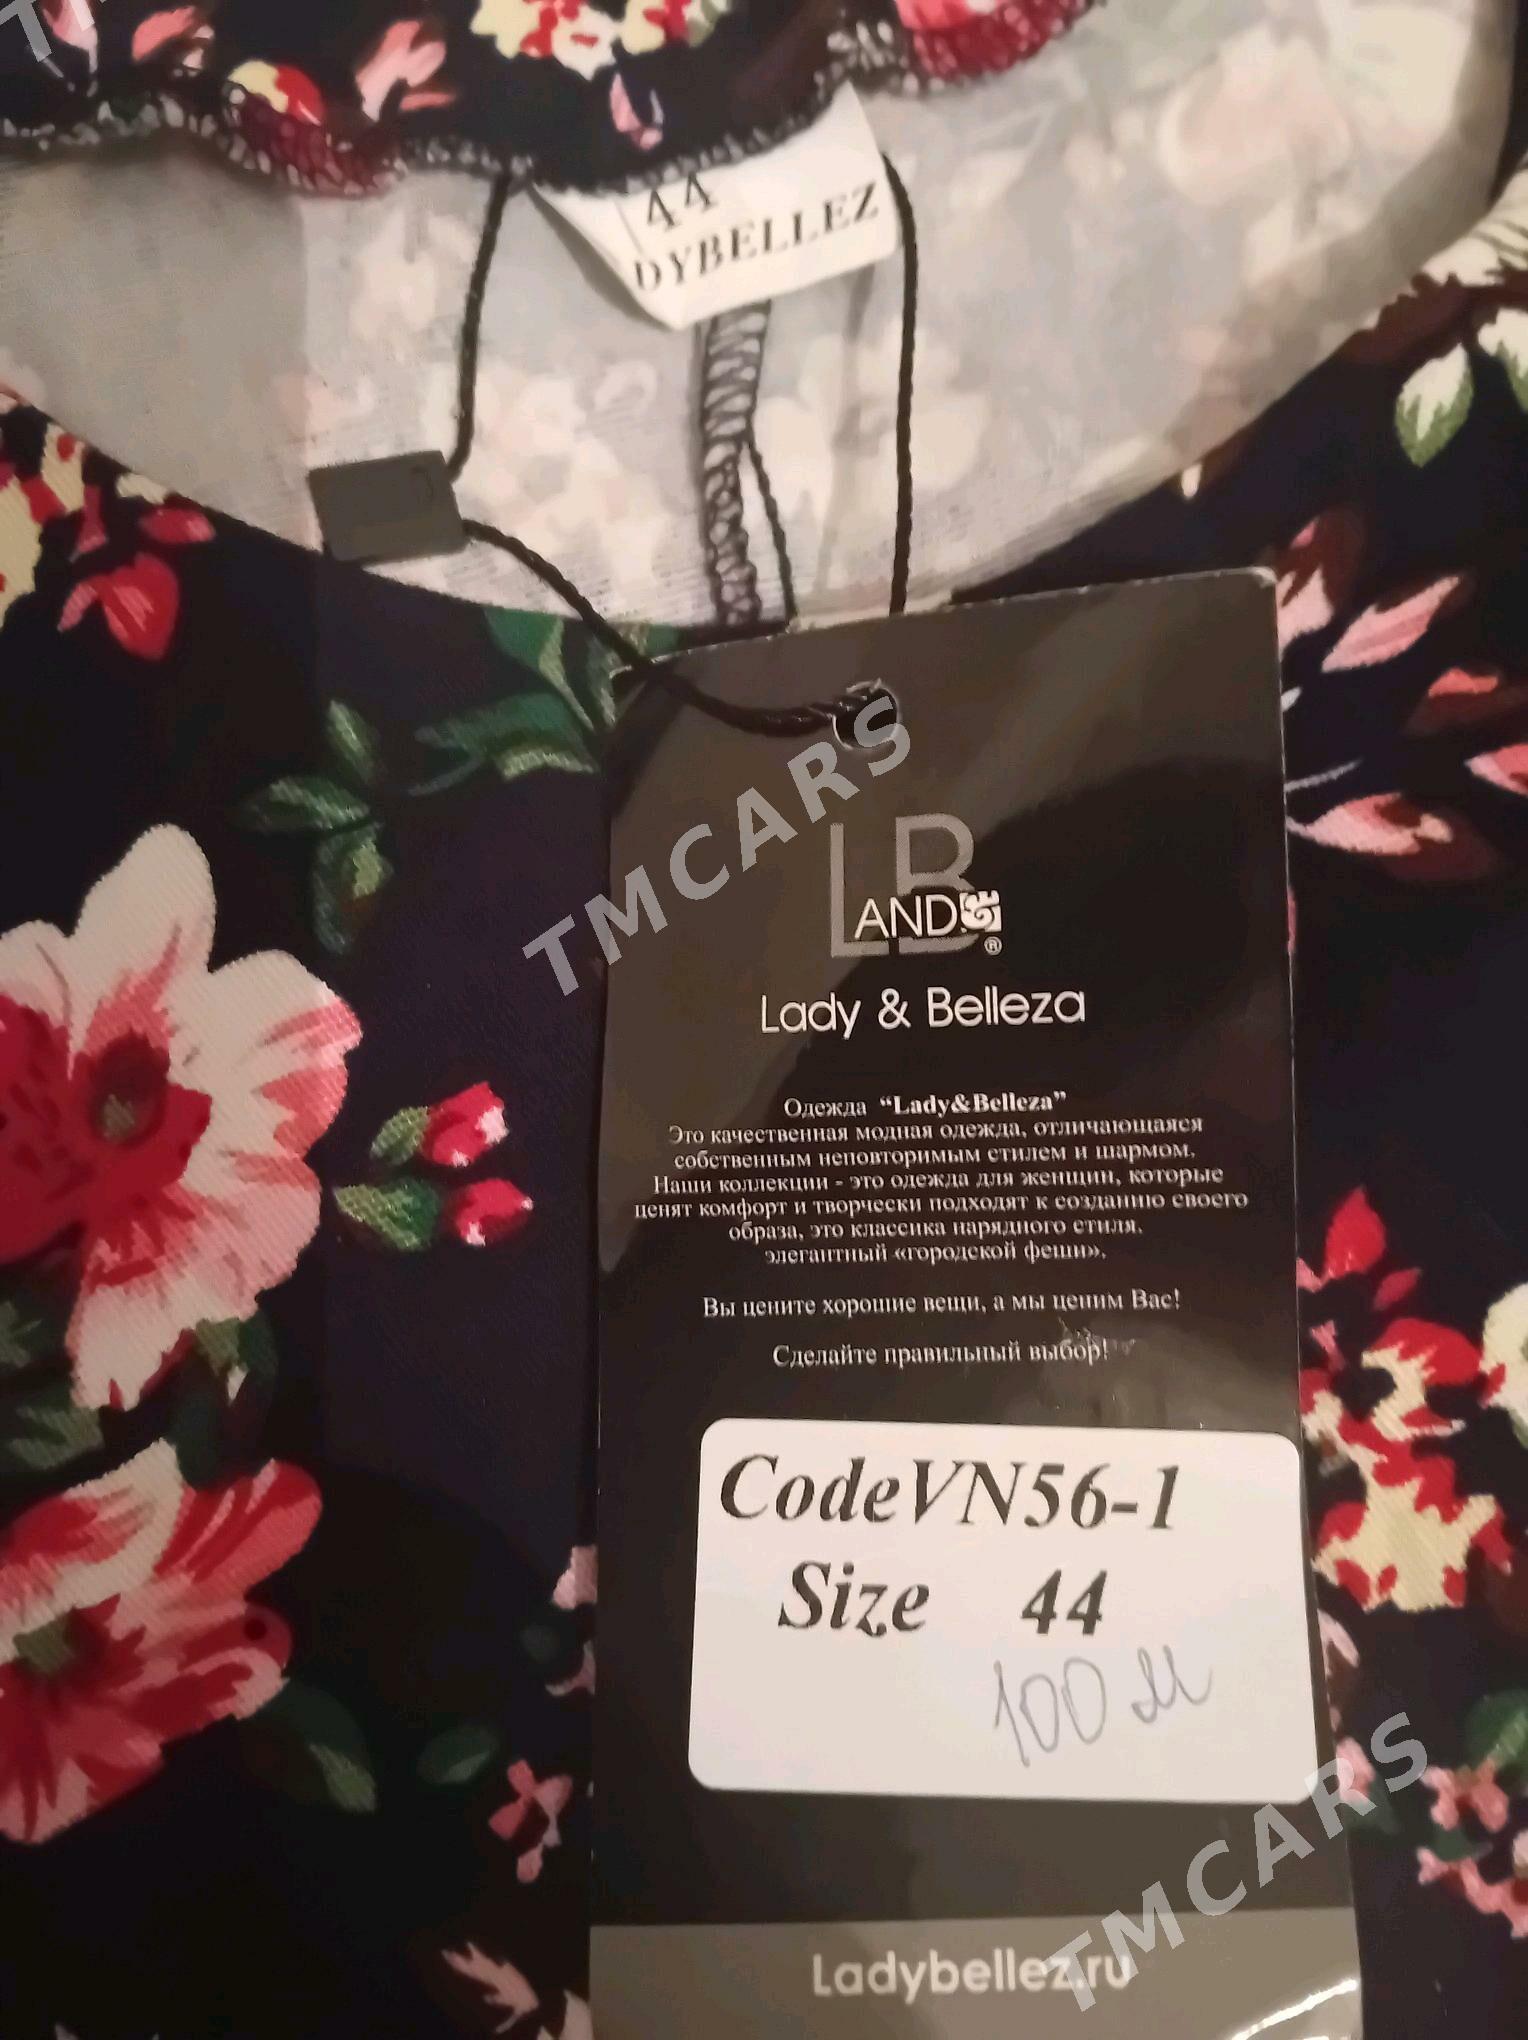 44
DYBELLEZ
TMCARS
LB
AND
®
Lady & Belleza
Одежда "Lady&Belleza"
Это качественная модная одежда, отличающаяся
собственным неповторимым стилем и шармом.
Наши коллекции - это одежда для женщин, которые
ценят комфорт и творчески подходят к созданию своего
образа, это классика нарядного стиля.
элегантный «городской фешн».
Вы цените хорошие вещи, а мы ценим Вас!
Сделайте правильный выбор!
CodeVN56-1
Size 44
100 м
TMCARS
Ladybellez.ru